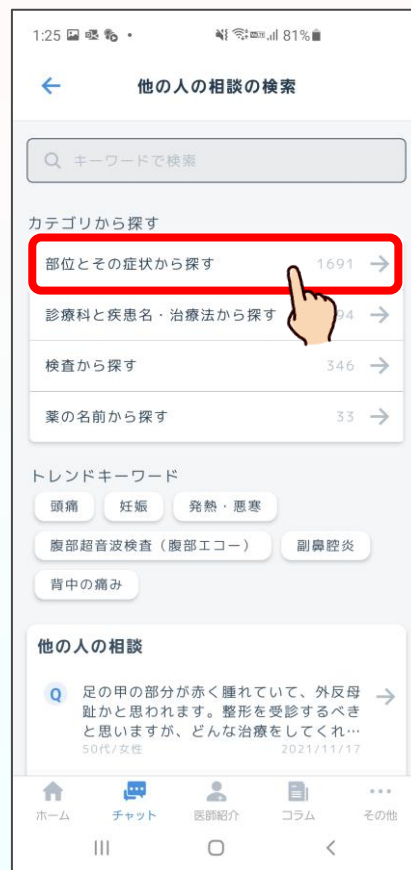 1:25 81%
他の人の相談の検索
キーワードで検索
カテゴリから探す
部位とその症状から探す 1691
診療科と疾患名・治療法から探す 94
検査から探す 346
薬の名前から探す 33
トレンドキーワード
頭痛 妊娠 発熱・悪寒
腹部超音波検査（腹部エコー） 副鼻腔炎
背中の痛み
他の人の相談
Q 足の甲の部分が赤く腫れていて、外反母
趾かと思われます。整形を受診するべき
と思いますが、どんな治療をしてくれ…
50代/女性 2021/11/17
ホーム チャット 医師紹介 コラム その他